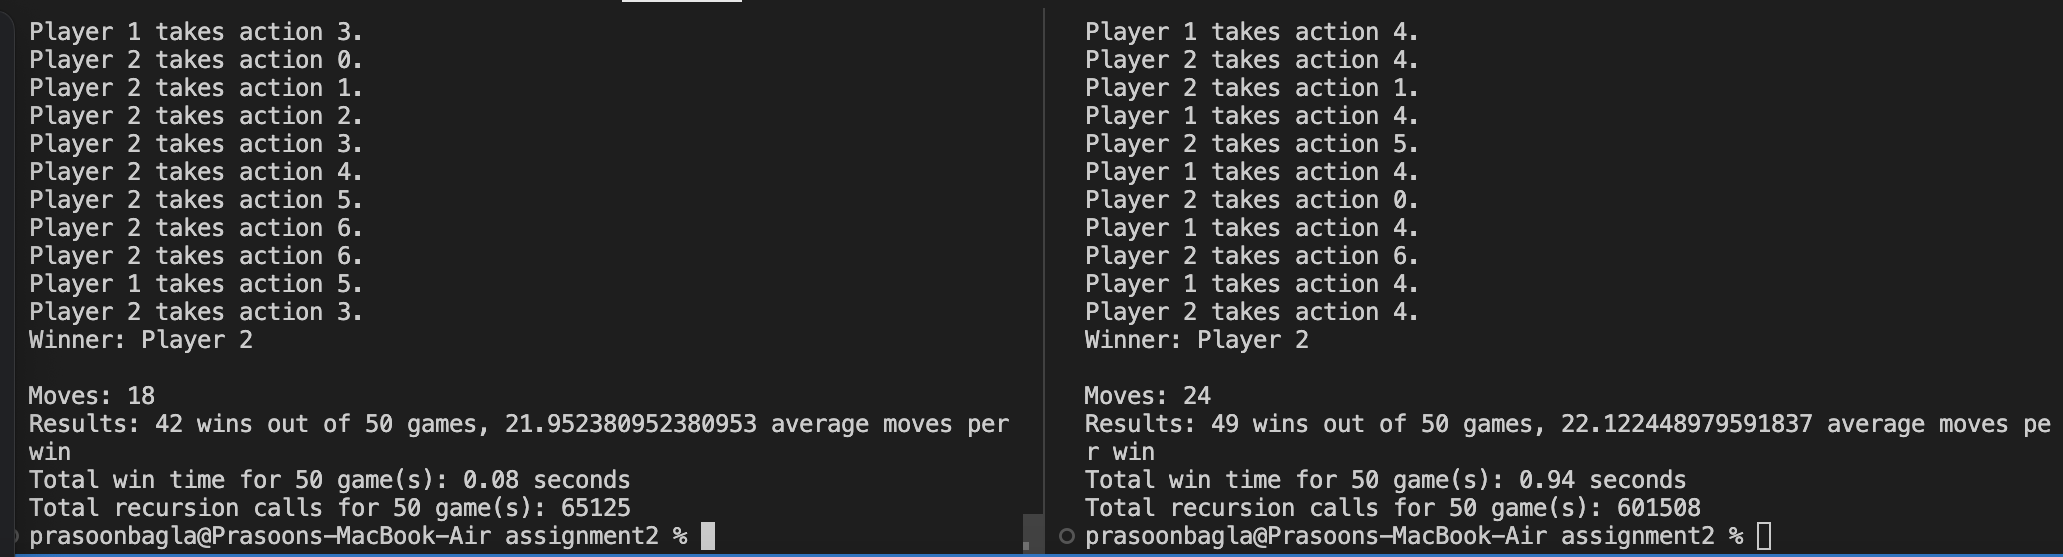 Player 1 takes action 3.
Player 2 takes action 0.
Player 2 takes action 1.
Player 2 takes action 2.
Player 2 takes action 3.
Player 2 takes action 4.
Player 2 takes action 5.
Player 2 takes action 6.
Player 2 takes action 6.
Player 1 takes action 5.
Player 2 takes action 3.
Winner: Player 2
Moves: 18
Results: 42 wins out of 50 games, 21.952380952380953 average moves per
win
Total win time for 50 game(s): 0.08 seconds
Total recursion calls for 50 game(s): 65125
prasoonbagla@Prasoons-MacBook-Air assignment2 %
Player 1 takes action 4.
Player 2 takes action 4.
Player 2 takes action 1.
Player 1 takes action 4.
Player 2 takes action 5.
Player 1 takes action 4.
Player 2 takes action 0.
Player 1 takes action 4.
Player 2 takes action 6.
Player 1 takes action 4.
Player 2 takes action 4.
Winner: Player 2
Moves: 24
Results: 49 wins out of 50 games, 22.122448979591837 average moves pe
r win
Total win time for 50 game(s): 0.94 seconds
Total recursion calls for 50 game(s): 601508
prasoonbagla@Prasoons-MacBook-Air assignment2 %